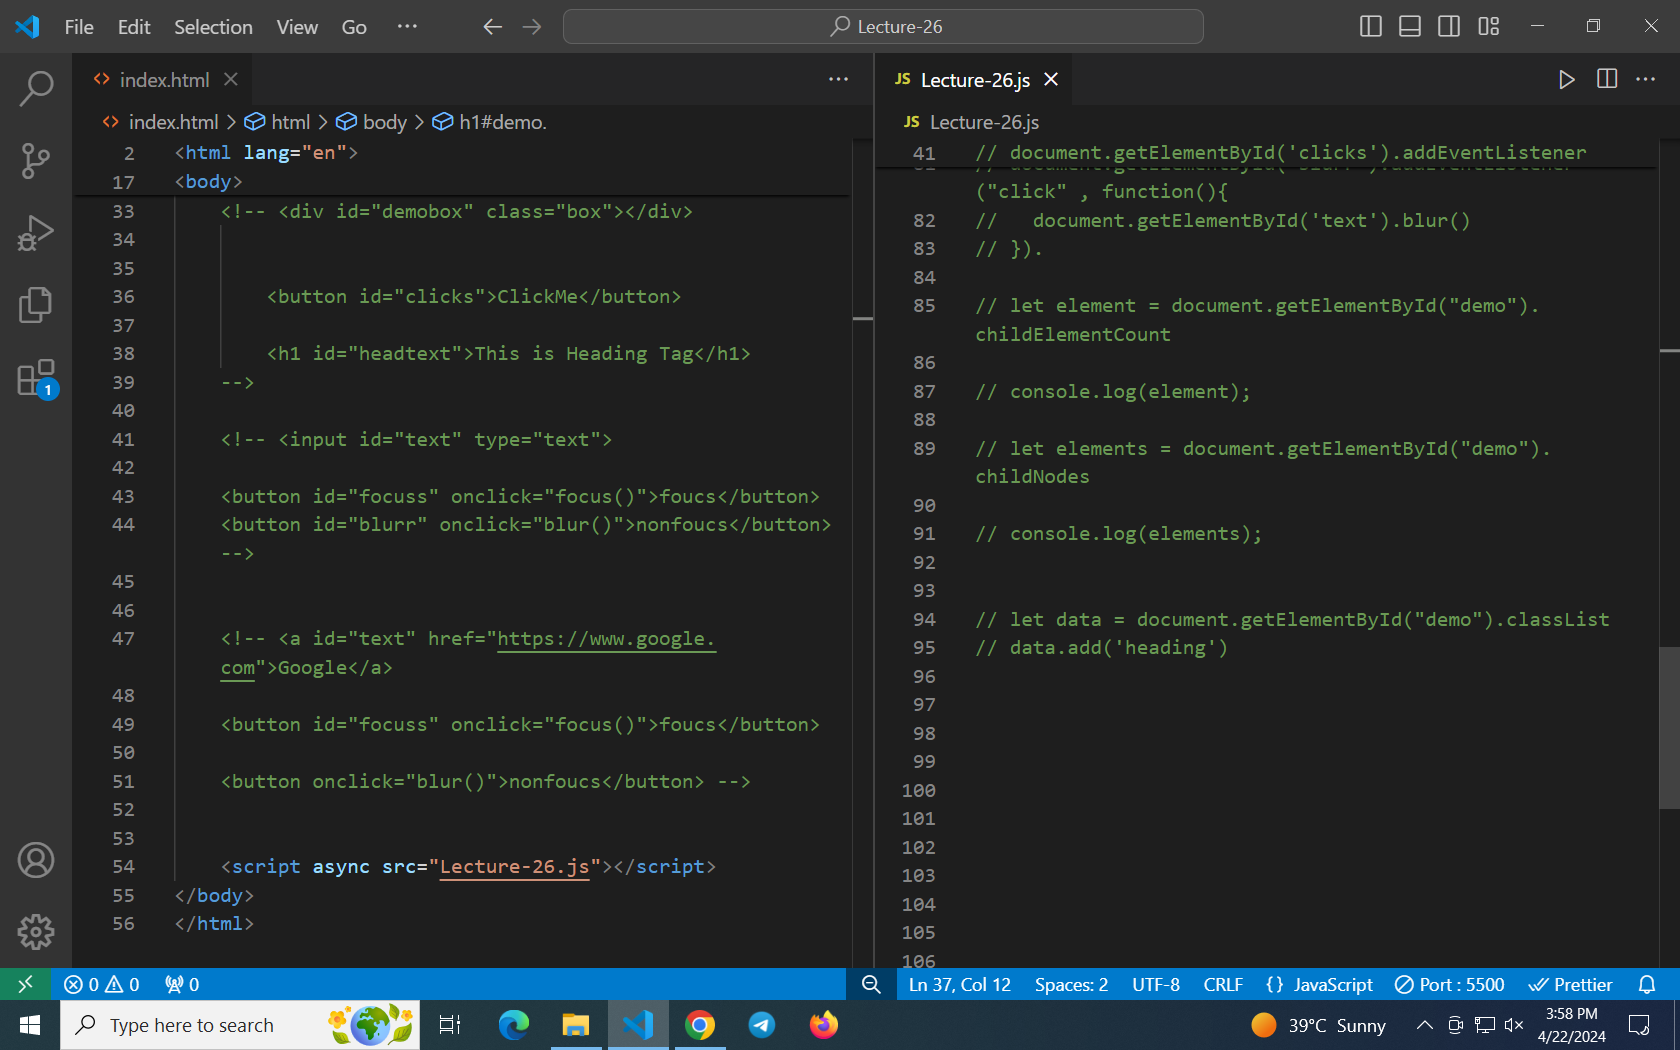 File Edit Selection View Go ··· Lecture-26
index.html
index.html > html > body > h1#demo.
2 <html lang="en">
17 <body>
33 <!-- <div id="demobox" class="box"></div>
34
35
36 <button id="clicks">ClickMe</button>
37
38 <h1 id="headtext">This is Heading Tag</h1>
39 -->
40
41 <!-- <input id="text" type="text">
42
43 <button id="focuss" onclick="focus()">foucs</button>
44 <button id="blurr" onclick="blur()">nonfoucs</button>
-->
45
46
47 <!-- <a id="text" href="https://www.google.
com">Google</a>
48
49 <button id="focuss" onclick="focus()">foucs</button>
50
51 <button onclick="blur()">nonfoucs</button> -->
52
53
54 <script async src="Lecture-26.js"></script>
55 </body>
56 </html>
JS Lecture-26.js
JS Lecture-26.js
41 // document.getElementById('clicks').addEventListener
("click" , function(){
82 // document.getElementById('text').blur()
83 // }).
84
85 // let element = document.getElementById("demo").
childElementCount
86
87 // console.log(element);
88
89 // let elements = document.getElementById("demo").
childNodes
90
91 // console.log(elements);
92
93
94 // let data = document.getElementById("demo").classList
95 // data.add('heading')
96
97
98
99
100
101
102
103
104
105
106
1
0 0 0 Ln 37, Col 12 Spaces: 2 UTF-8 CRLF {} JavaScript Port : 5500 Prettier
Type here to search 39°C Sunny 3:58 PM
4/22/2024